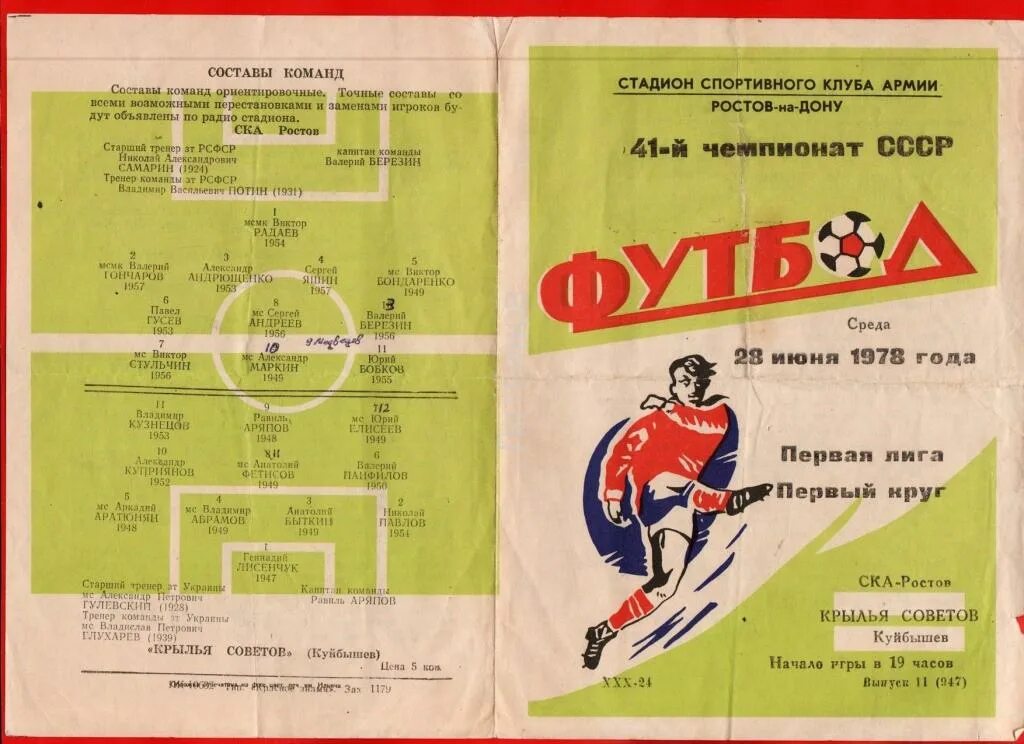 СОСТАВЫ КОМАНД
Составы команд ориентировочные. Точные составы со
всеми возможными перестановками и заменами игроков бу-
дут объявлены по радио стадиона.
СКА Ростов
Старший тренер зт РСФСР
Николай Александрович
САМАРИН (1924)
Тренер команды зт РСФСР
Владимир Васильевич ПОТИН (1931)
капитан команды
Валерий БЕРЕЗИН
1
мсмк Виктор
РАДАЕВ
1954
2
мсмк Валерий
ГОНЧАРОВ
1957
3
Александр
АНДРЮЩЕНКО
1953
4
Сергей
ЯШИН
1957
5
мс Виктор
БОНДАРЕНКО
1949
6
Павел
ГУСЕВ
1953
8
мс Сергей
АНДРЕЕВ
1956
Валерий
БЕРЕЗИН
1956
7
мс Виктор
СТУЛЬЧИН
1956
10
мс Александр
МАРКИН
1949
9 Медведев
11
Юрий
БОБКОВ
1955
11
Владимир
КУЗНЕЦОВ
1953
9
Равиль
АРЯПОВ
1948
12
мс Юрий
ЕЛИСЕЕВ
1949
10
Александр
КУПРИЯНОВ
1952
мс Анатолий
ФЕТИСОВ
1949
6
Валерий
ПАНФИЛОВ
1950
5
мс Аркадий
АРАТЮНЯН
1948
4
мс Владимир
АБРАМОВ
1949
3
Анатолий
БЫТКИН
1949
2
Николай
ПАВЛОВ
1954
1
Геннадий
ЛИСЕНЧУК
1947
Старший тренер зт Украины
мс Александр Петрович
ГУЛЕВСКИЙ (1928)
Тренер команды зт Украины
мс Владислав Петрович
ГЛУХАРЕВ (1939)
Капитан команды
Равиль АРЯПОВ
«КРЫЛЬЯ СОВЕТОВ» (Куйбышев)
Цена 5 коп.
Зак 1179
СТАДИОН СПОРТИВНОГО КЛУБА АРМИИ
РОСТОВ-на-ДОНУ
41-й чемпионат СССР
ФУТБОЛ
Среда
28 июня 1978 года
Первая лига
Первый круг
СКА-Ростов
КРЫЛЬЯ СОВЕТОВ
Куйбышев
Начало игры в 19 часов
XXX-24
Выпуск 11 (947)